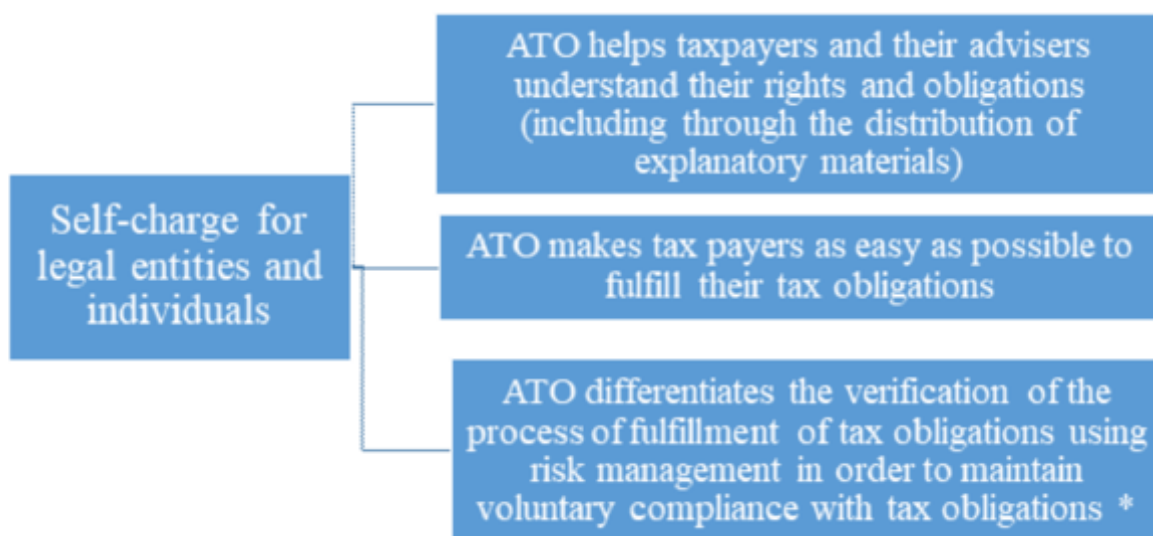 Self-charge for
legal entities and
individuals
ATO helps taxpayers and their advisers
understand their rights and obligations
(including through the distribution of
explanatory materials)
ATO makes tax payers as easy as possible to
fulfill their tax obligations
ATO differentiates the verification of the
process of fulfillment of tax obligations using
risk management in order to maintain
voluntary compliance with tax obligations *